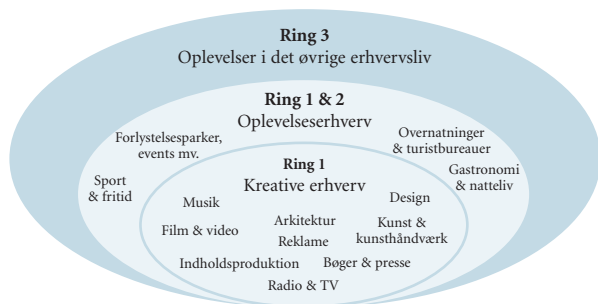 Ring 3
Oplevelser i det øvrige erhvervsliv
Ring 1 & 2
Oplevelseserhverv
Forlystelsesparker,
events mv.
Overnatninger
& turistbureauer
Sport
& fritid
Gastronomi
& natteliv
Ring 1
Kreative erhverv
Musik
Design
Film & video
Arkitektur
Reklame
Kunst &
kunsthåndværk
Indholdsproduktion
Bøger & presse
Radio & TV